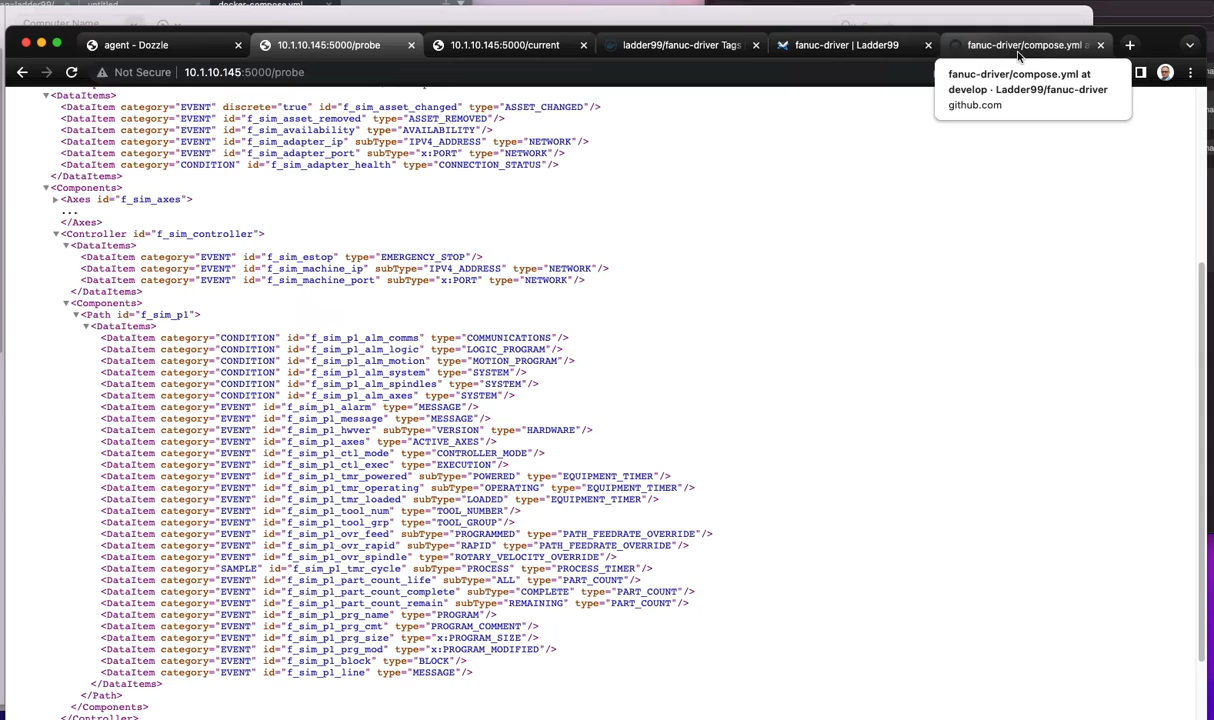 docker-compose.yml
Computer Name
agent - Dozzle
10.1.10.145:5000/probe
10.1.10.145:5000/current
ladder99/fanuc-driver Tags
fanuc-driver | Ladder99
fanuc-driver/compose.yml a
Not Secure
10.1.10.145:5000/probe
fanuc-driver/compose.yml at
develop · Ladder99/fanuc-driver
github.com
<DataItems>
<DataItem category="EVENT" discrete="true" id="f_sim_asset_changed" type="ASSET_CHANGED"/>
<DataItem category="EVENT" id="f_sim_asset_removed" type="ASSET_REMOVED"/>
<DataItem category="EVENT" id="f_sim_availability" type="AVAILABILITY"/>
<DataItem category="EVENT" id="f_sim_adapter_ip" subType="IPV4_ADDRESS" type="NETWORK"/>
<DataItem category="EVENT" id="f_sim_adapter_port" subType="x:PORT" type="NETWORK"/>
<DataItem category="CONDITION" id="f_sim_adapter_health" type="CONNECTION_STATUS"/>
</DataItems>
<Components>
<Axes id="f_sim_axes">
...
</Axes>
<Controller id="f_sim_controller">
<DataItems>
<DataItem category="EVENT" id="f_sim_estop" type="EMERGENCY_STOP"/>
<DataItem category="EVENT" id="f_sim_machine_ip" subType="IPV4_ADDRESS" type="NETWORK"/>
<DataItem category="EVENT" id="f_sim_machine_port" subType="x:PORT" type="NETWORK"/>
</DataItems>
<Components>
<Path id="f_sim_p1">
<DataItems>
<DataItem category="CONDITION" id="f_sim_p1_alm_comms" type="COMMUNICATIONS"/>
<DataItem category="CONDITION" id="f_sim_p1_alm_logic" type="LOGIC_PROGRAM"/>
<DataItem category="CONDITION" id="f_sim_p1_alm_motion" type="MOTION_PROGRAM"/>
<DataItem category="CONDITION" id="f_sim_p1_alm_system" type="SYSTEM"/>
<DataItem category="CONDITION" id="f_sim_p1_alm_spindles" type="SYSTEM"/>
<DataItem category="CONDITION" id="f_sim_p1_alm_axes" type="SYSTEM"/>
<DataItem category="EVENT" id="f_sim_p1_alarm" type="MESSAGE"/>
<DataItem category="EVENT" id="f_sim_p1_message" type="MESSAGE"/>
<DataItem category="EVENT" id="f_sim_p1_hwver" subType="VERSION" type="HARDWARE"/>
<DataItem category="EVENT" id="f_sim_p1_axes" type="ACTIVE_AXES"/>
<DataItem category="EVENT" id="f_sim_p1_ctl_mode" type="CONTROLLER_MODE"/>
<DataItem category="EVENT" id="f_sim_p1_ctl_exec" type="EXECUTION"/>
<DataItem category="EVENT" id="f_sim_p1_tmr_powered" subType="POWERED" type="EQUIPMENT_TIMER"/>
<DataItem category="EVENT" id="f_sim_p1_tmr_operating" subType="OPERATING" type="EQUIPMENT_TIMER"/>
<DataItem category="EVENT" id="f_sim_p1_tmr_loaded" subType="LOADED" type="EQUIPMENT_TIMER"/>
<DataItem category="EVENT" id="f_sim_p1_tool_num" type="TOOL_NUMBER"/>
<DataItem category="EVENT" id="f_sim_p1_tool_grp" type="TOOL_GROUP"/>
<DataItem category="EVENT" id="f_sim_p1_ovr_feed" subType="PROGRAMMED" type="PATH_FEEDRATE_OVERRIDE"/>
<DataItem category="EVENT" id="f_sim_p1_ovr_rapid" subType="RAPID" type="PATH_FEEDRATE_OVERRIDE"/>
<DataItem category="EVENT" id="f_sim_p1_ovr_spindle" type="ROTARY_VELOCITY_OVERRIDE"/>
<DataItem category="SAMPLE" id="f_sim_p1_tmr_cycle" subType="PROCESS" type="PROCESS_TIMER"/>
<DataItem category="EVENT" id="f_sim_p1_part_count_life" subType="ALL" type="PART_COUNT"/>
<DataItem category="EVENT" id="f_sim_p1_part_count_complete" subType="COMPLETE" type="PART_COUNT"/>
<DataItem category="EVENT" id="f_sim_p1_part_count_remain" subType="REMAINING" type="PART_COUNT"/>
<DataItem category="EVENT" id="f_sim_p1_prg_name" type="PROGRAM"/>
<DataItem category="EVENT" id="f_sim_p1_prg_cmt" type="PROGRAM_COMMENT"/>
<DataItem category="EVENT" id="f_sim_p1_prg_size" type="x:PROGRAM_SIZE"/>
<DataItem category="EVENT" id="f_sim_p1_prg_mod" type="x:PROGRAM_MODIFIED"/>
<DataItem category="EVENT" id="f_sim_p1_block" type="BLOCK"/>
<DataItem category="EVENT" id="f_sim_p1_line" type="MESSAGE"/>
</DataItems>
</Path>
</Components>
</Controller>